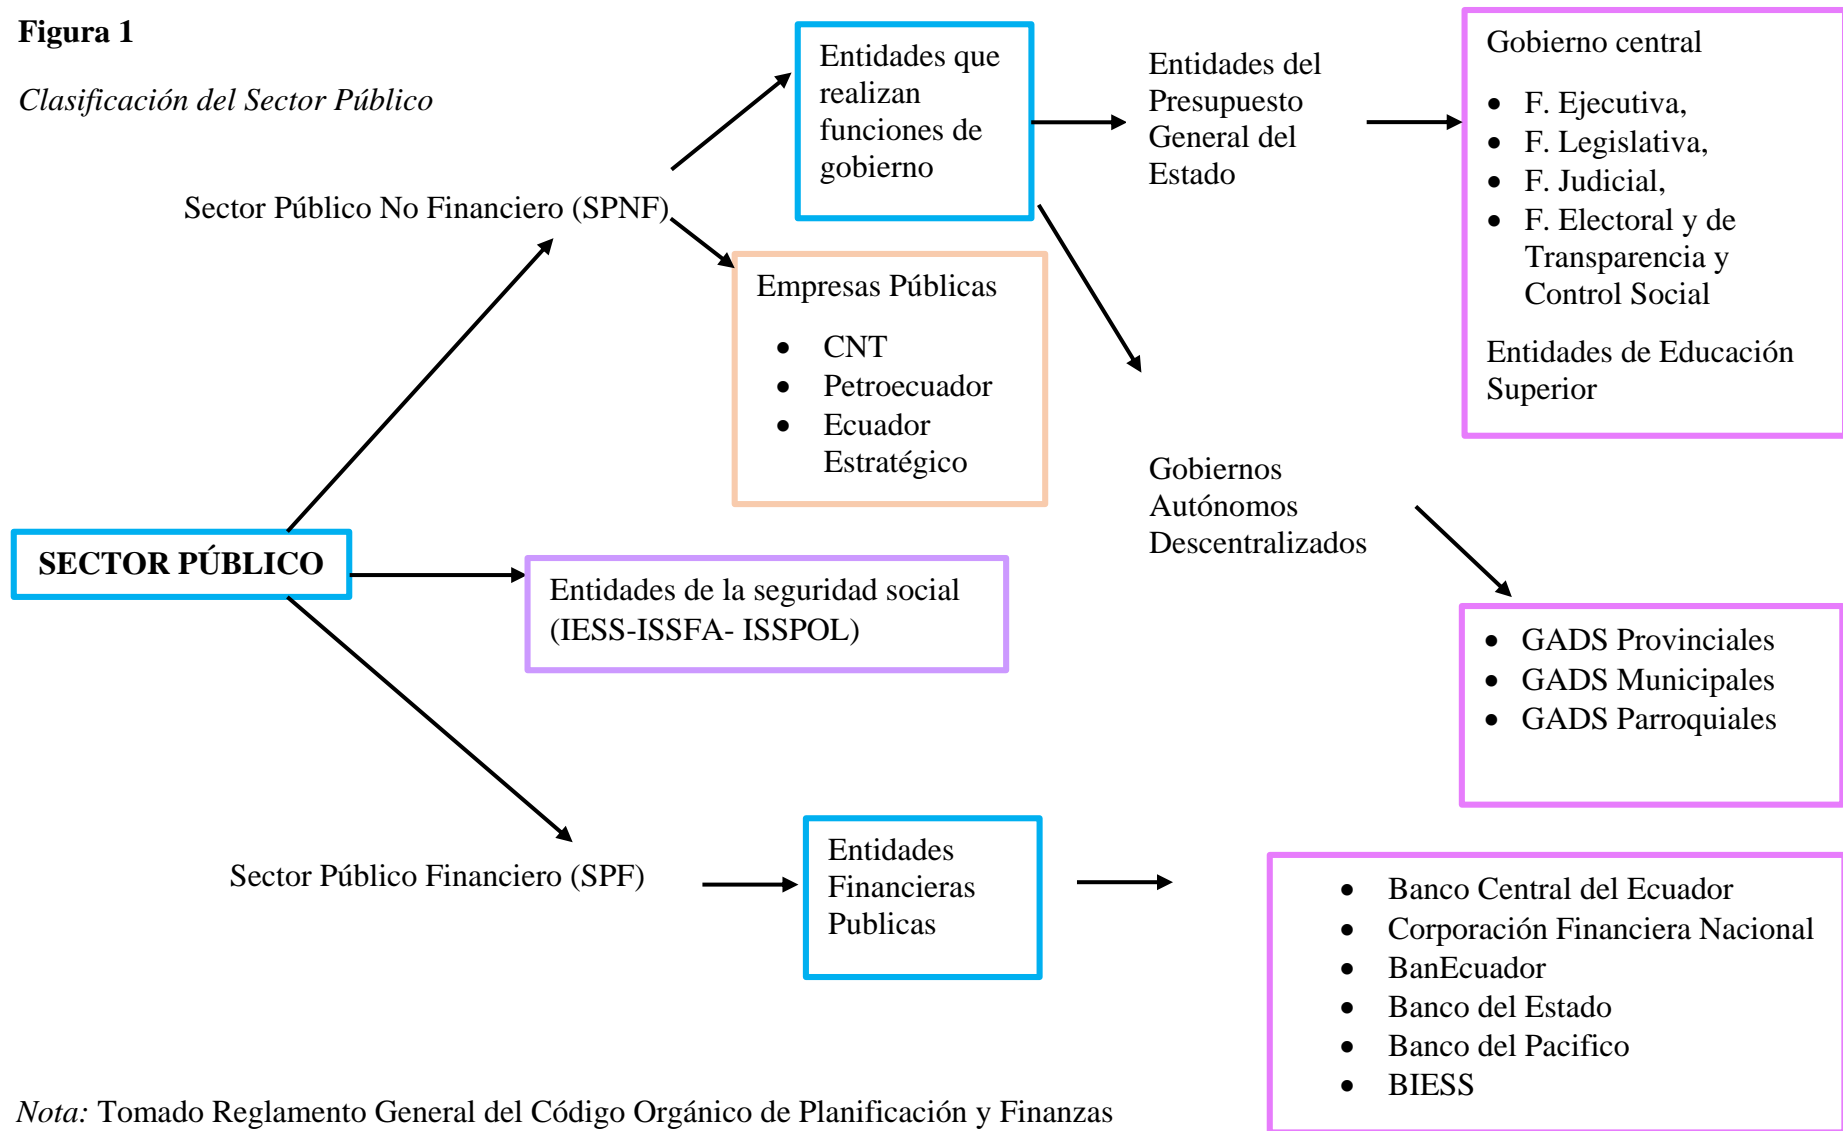 Figura 1
Clasificación del Sector Público
Entidades que
realizan
funciones de
gobierno
Entidades del
Presupuesto
General del
Estado
Gobierno central
• F. Ejecutiva,
• F. Legislativa,
• F. Judicial,
• F. Electoral y de
Transparencia y
Control Social
Entidades de Educación
Superior
Sector Público No Financiero (SPNF)
Empresas Públicas
• CNT
• Petroecuador
• Ecuador
Estratégico
Gobiernos
Autónomos
Descentralizados
SECTOR PÚBLICO
Entidades de la seguridad social
(IESS-ISSFA- ISSPOL)
• GADS Provinciales
• GADS Municipales
• GADS Parroquiales
Sector Público Financiero (SPF)
Entidades
Financieras
Publicas
• Banco Central del Ecuador
• Corporación Financiera Nacional
• BanEcuador
• Banco del Estado
• Banco del Pacifico
• BIESS
Nota: Tomado Reglamento General del Código Orgánico de Planificación y Finanzas